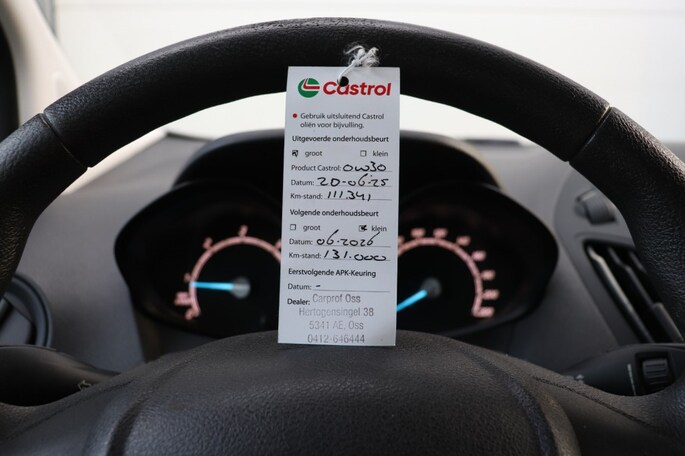 Castrol
Gebruik uitsluitend Castrol
oliën voor bijvulling.
Uitgevoerde onderhoudsbeurt
groot klein
Product Castrol: 0W30
Datum: 20-06-25
Km-stand: 111.341
Volgende onderhoudsbeurt
groot klein
Datum: 06-2026
Km-stand: 131.000
Eerstvolgende APK-Keuring
Datum: -
Dealer: Carprof Oss
Hertogensingel 38
5341 AE, Oss
0412-646444